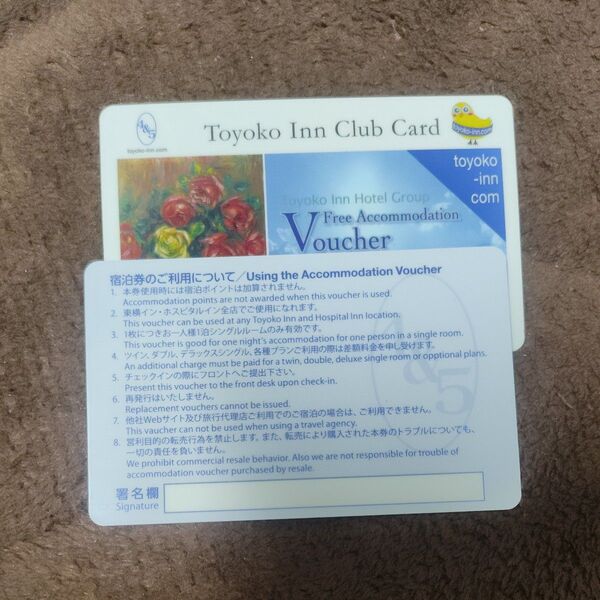 4&5
toyoko-inn.com
Toyoko Inn Club Card
toyoko-inn.com
toyoko
-inn
com
Toyoko Inn Hotel Group
Free Accommodation
Voucher
宿泊券のご利用について/Using the Accommodation Voucher
1. 本券使用時には宿泊ポイントは加算されません。
Accommodation points are not awarded when this voucher is used.
2. 東横イン・ホスピタルイン全店でご使用になれます。
This voucher can be used at any Toyoko Inn and Hospital Inn location.
3. 1枚につきお一人様1泊シングルルームのみ有効です。
This voucher is good for one night's accommodation for one person in a single room.
4. ツイン、ダブル、デラックスシングル、各種プランご利用の際は差額料金を申し受けます。
An additional charge must be paid for a twin, double, deluxe single room or opptional plans.
5. チェックインの際にフロントへご提出下さい。
Present this voucher to the front desk upon check-in.
6. 再発行はいたしません。
Replacement vouchers cannot be issued.
7. 他社Webサイト及び旅行代理店ご利用でのご宿泊の場合は、ご利用できません。
This vaucher can not be used when using a travel agency.
8. 営利目的の転売行為を禁止します。また、転売により購入された本券のトラブルについても、
一切の責任を負いません。
We prohibit commercial resale behavior. Also we are not responsible for trouble of
accommodation voucher purchased by resale.
4&5
署名欄
Signature